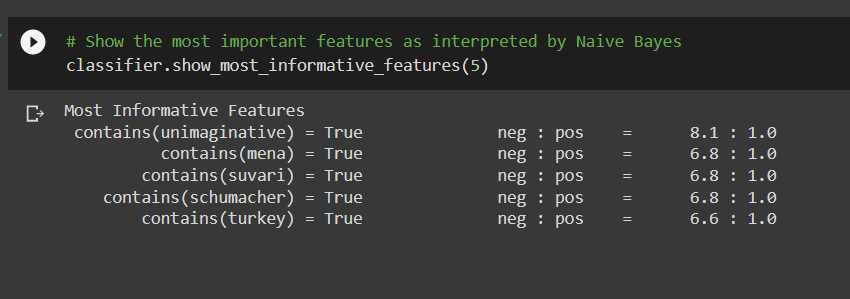 # Show the most important features as interpreted by Naive Bayes
classifier.show_most_informative_features(5)
Most Informative Features
contains(unimaginative) = True neg : pos = 8.1 : 1.0
contains(mena) = True neg : pos = 6.8 : 1.0
contains(suvari) = True neg : pos = 6.8 : 1.0
contains(schumacher) = True neg : pos = 6.8 : 1.0
contains(turkey) = True neg : pos = 6.6 : 1.0